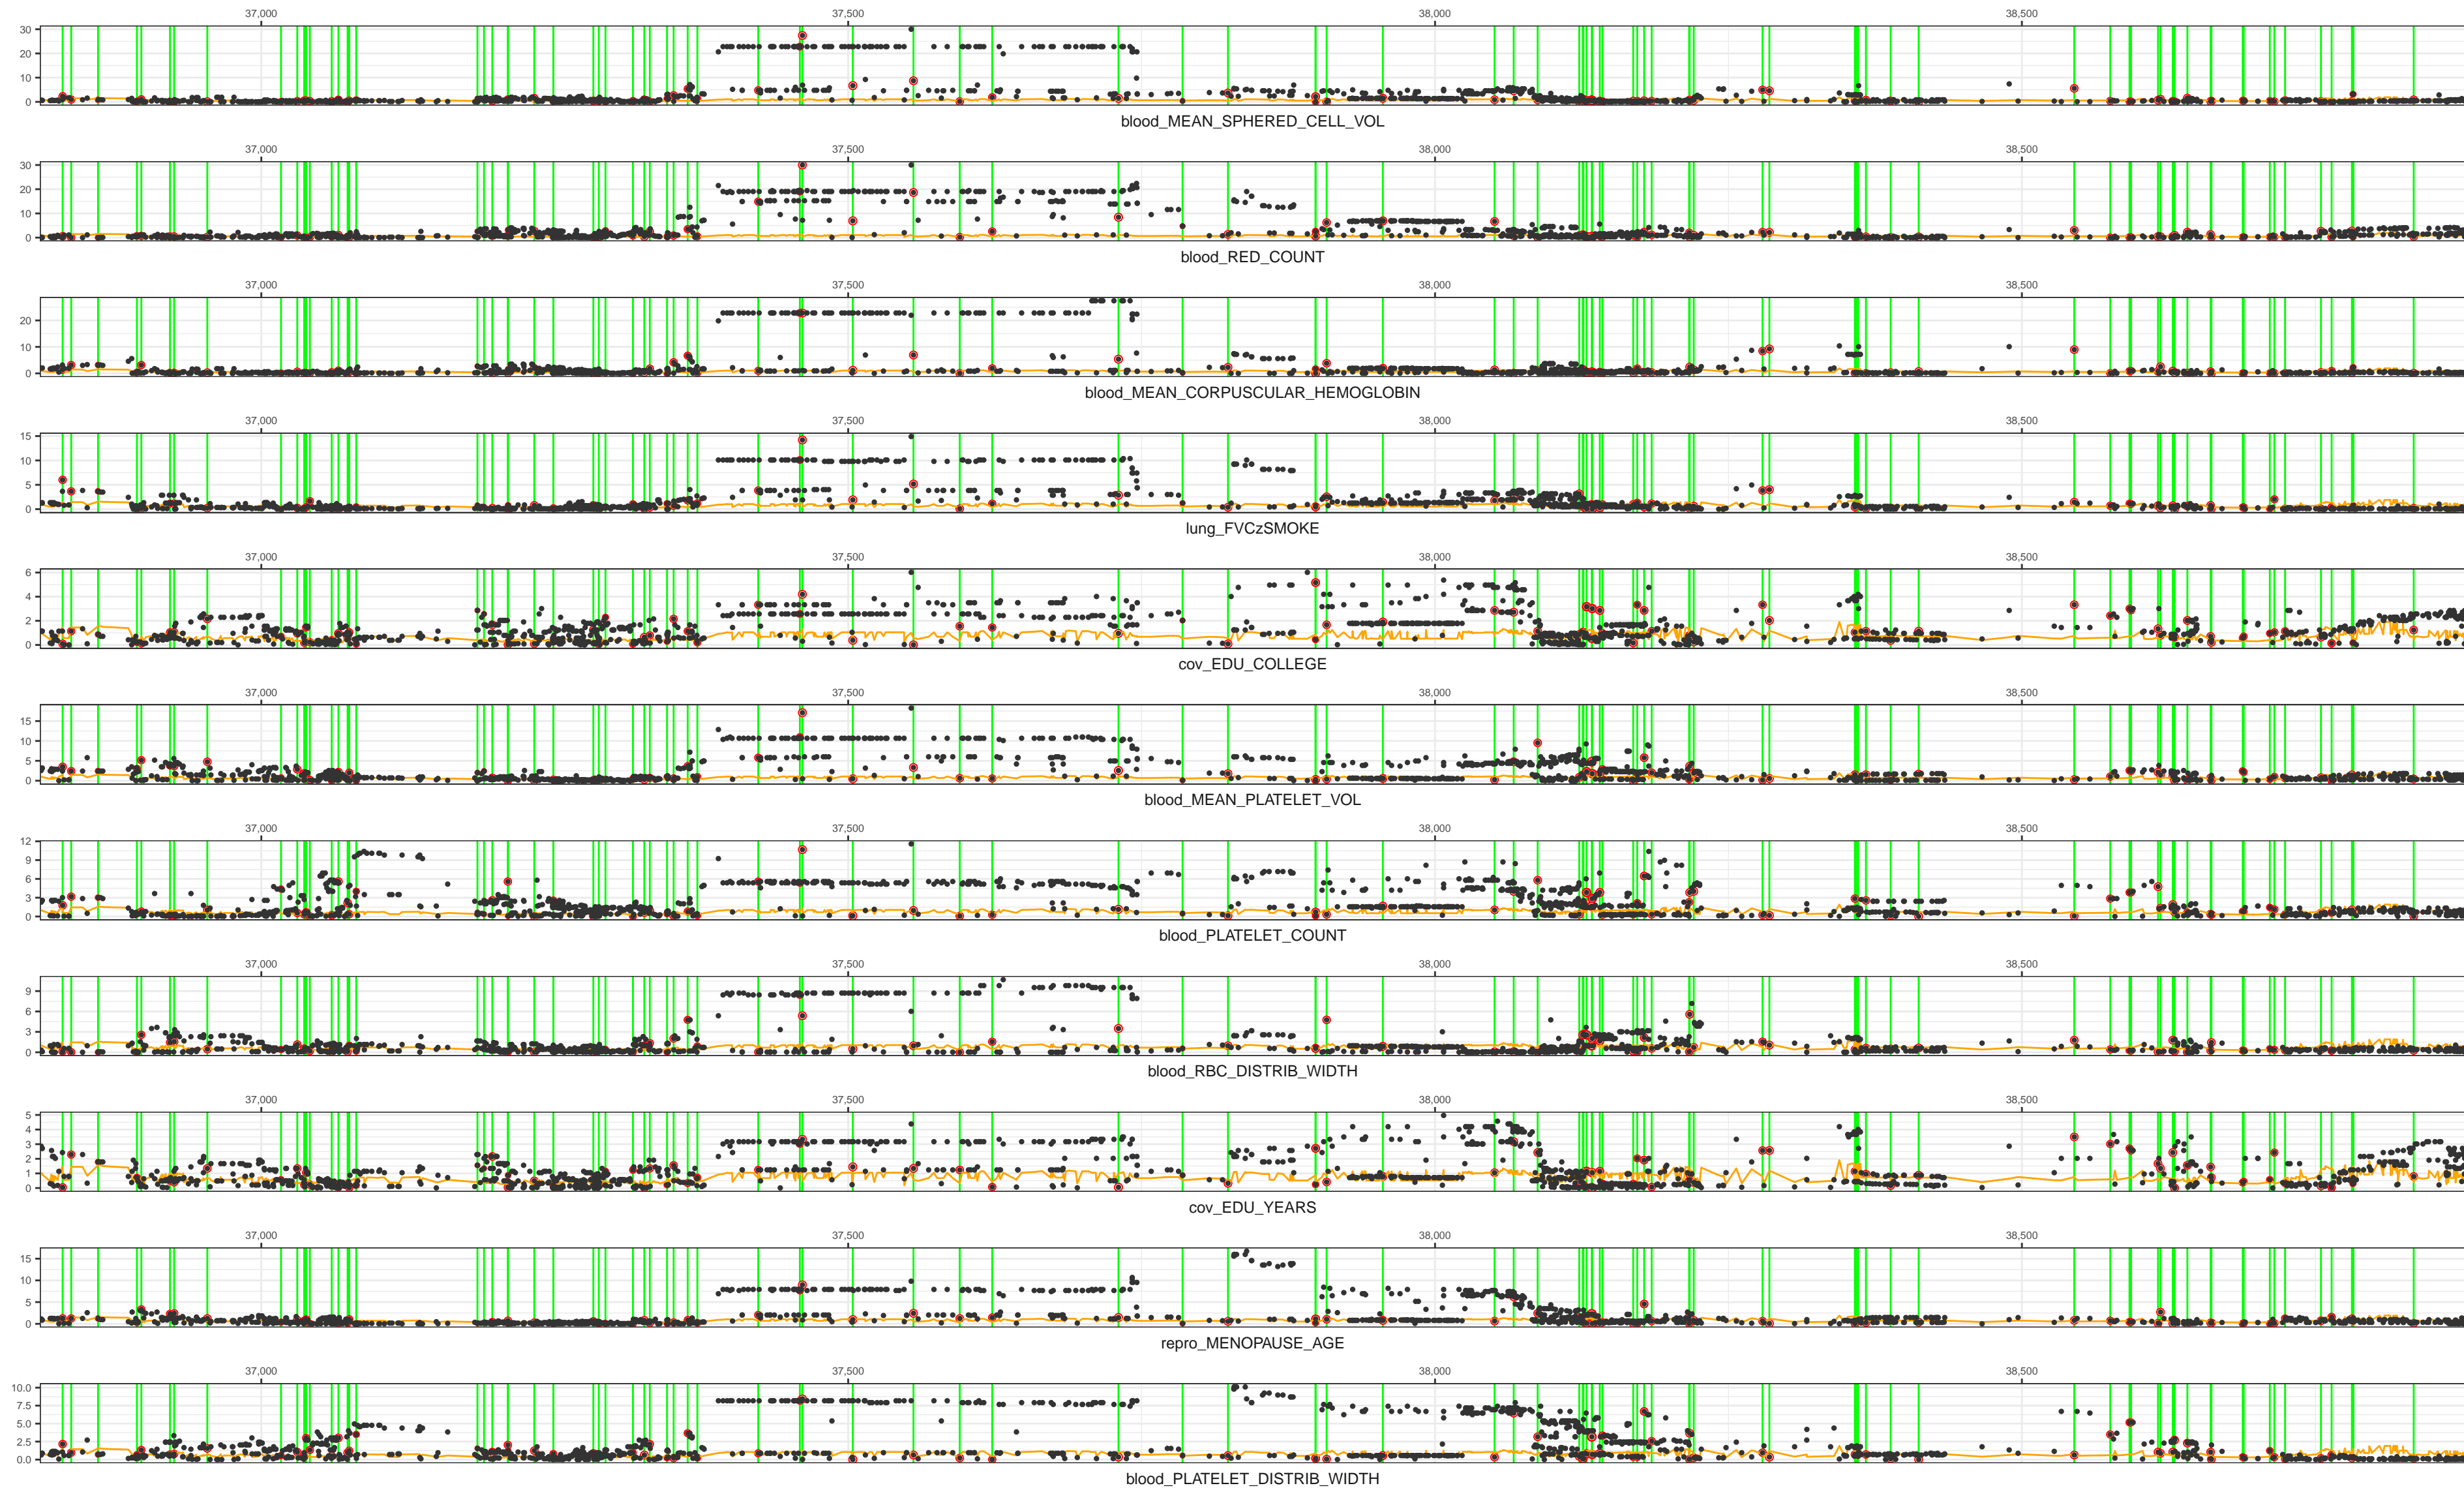 37,000 37,500 38,000 38,500
30
20
10
0
blood_MEAN_SPHERED_CELL_VOL
37,000 37,500 38,000 38,500
30
20
10
0
blood_RED_COUNT
37,000 37,500 38,000 38,500
20
10
0
blood_MEAN_CORPUSCULAR_HEMOGLOBIN
37,000 37,500 38,000 38,500
15
10
5
0
lung_FVCzSMOKE
37,000 37,500 38,000 38,500
6
4
2
0
cov_EDU_COLLEGE
37,000 37,500 38,000 38,500
15
10
5
0
blood_MEAN_PLATELET_VOL
37,000 37,500 38,000 38,500
12
9
6
3
0
blood_PLATELET_COUNT
37,000 37,500 38,000 38,500
9
6
3
0
blood_RBC_DISTRIB_WIDTH
37,000 37,500 38,000 38,500
5
4
3
2
1
0
cov_EDU_YEARS
37,000 37,500 38,000 38,500
15
10
5
0
repro_MENOPAUSE_AGE
37,000 37,500 38,000 38,500
10.0
7.5
5.0
2.5
0.0
blood_PLATELET_DISTRIB_WIDTH